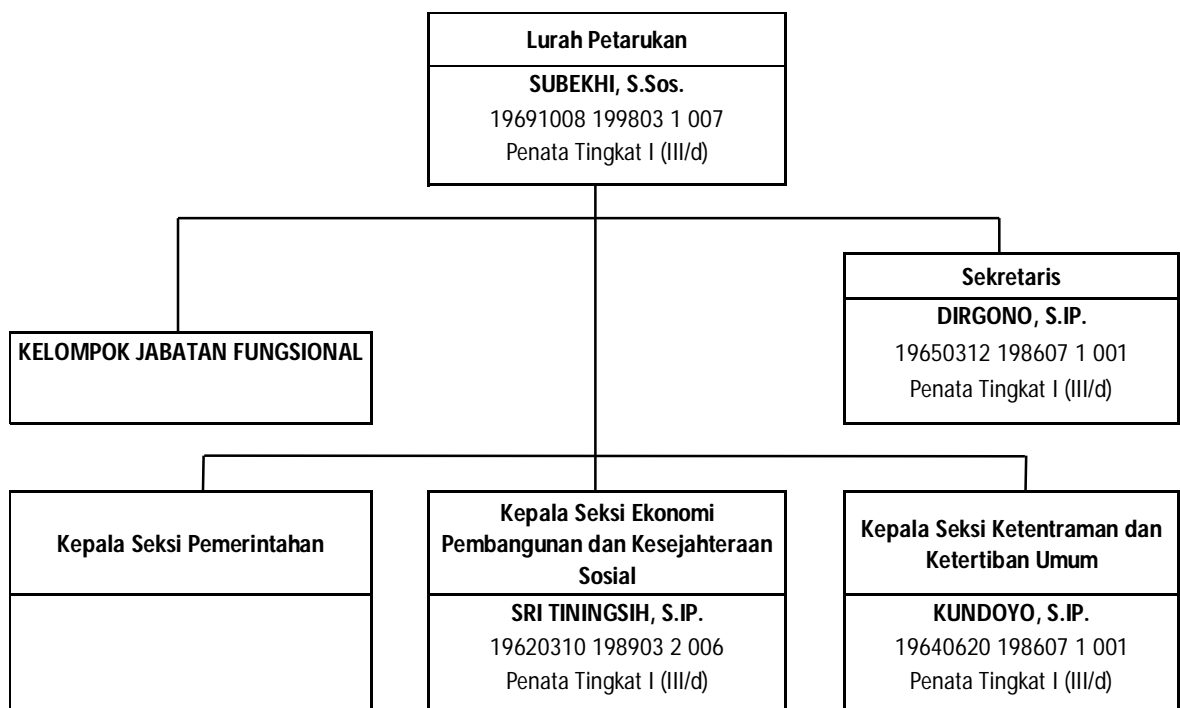 Lurah Petarukan
SUBEKHI, S.Sos.
19691008 199803 1 007
Penata Tingkat I (III/d)
Sekretaris
DIRGONO, S.IP.
19650312 198607 1 001
Penata Tingkat I (III/d)
KELOMPOK JABATAN FUNGSIONAL
Kepala Seksi Pemerintahan
Kepala Seksi Ekonomi
Pembangunan dan Kesejahteraan
Sosial
SRI TININGSIH, S.IP.
19620310 198903 2 006
Penata Tingkat I (III/d)
Kepala Seksi Ketentraman dan
Ketertiban Umum
KUNDOYO, S.IP.
19640620 198607 1 001
Penata Tingkat I (III/d)